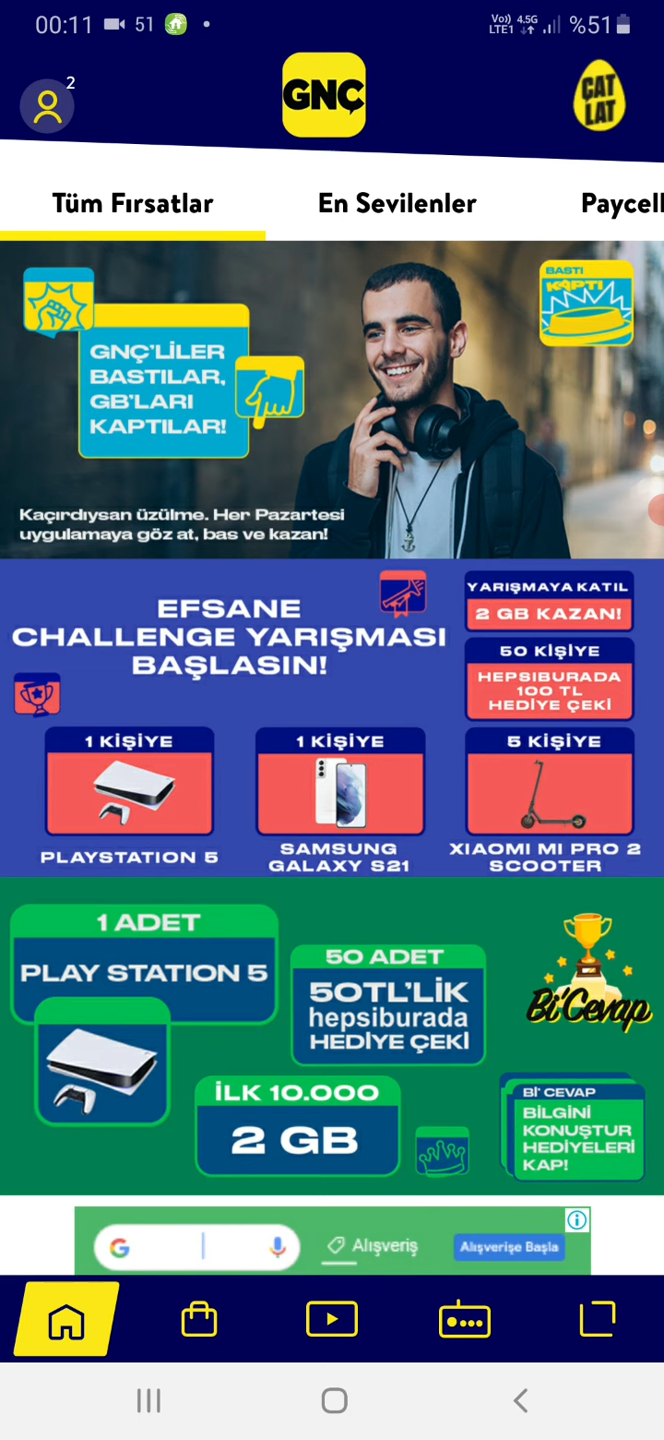 00:11 51 Vo)) LTE1 4.5G %51
2
GNÇ
ÇAT
LAT
Tüm Fırsatlar En Sevilenler Paycell
GNÇ'LİLER
BASTILAR,
GB'LARI
KAPTILAR!
BASTI
KAPTI
Kaçırdıysan üzülme. Her Pazartesi
uygulamaya göz at, bas ve kazan!
EFSANE
CHALLENGE YARIŞMASI
BAŞLASIN!
YARIŞMAYA KATIL
2 GB KAZAN!
50 KİŞİYE
HEPSIBURADA
100 TL
HEDİYE ÇEKİ
1 KİŞİYE
PLAYSTATION 5
1 KİŞİYE
SAMSUNG
GALAXY S21
5 KİŞİYE
XIAOMI MI PRO 2
SCOOTER
1 ADET
PLAY STATION 5
50 ADET
50TL'LİK
hepsiburada
HEDİYE ÇEKİ
Bi'Cevap
İLK 10.000
2 GB
Bİ' CEVAP
BİLGİNİ
KONUŞTUR
HEDİYELERİ
KAP!
G Alışveriş Alışverişe Başla